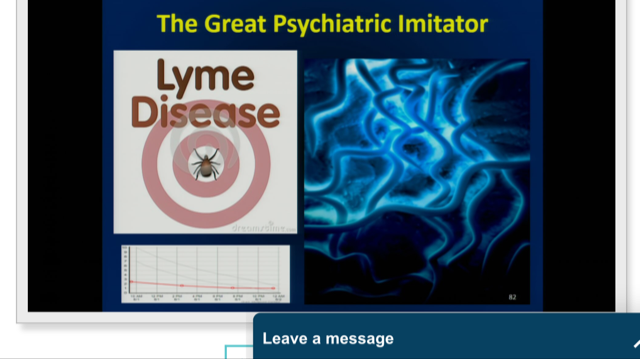 The Great Psychiatric Imitator
Lyme
Disease
82
Leave a message